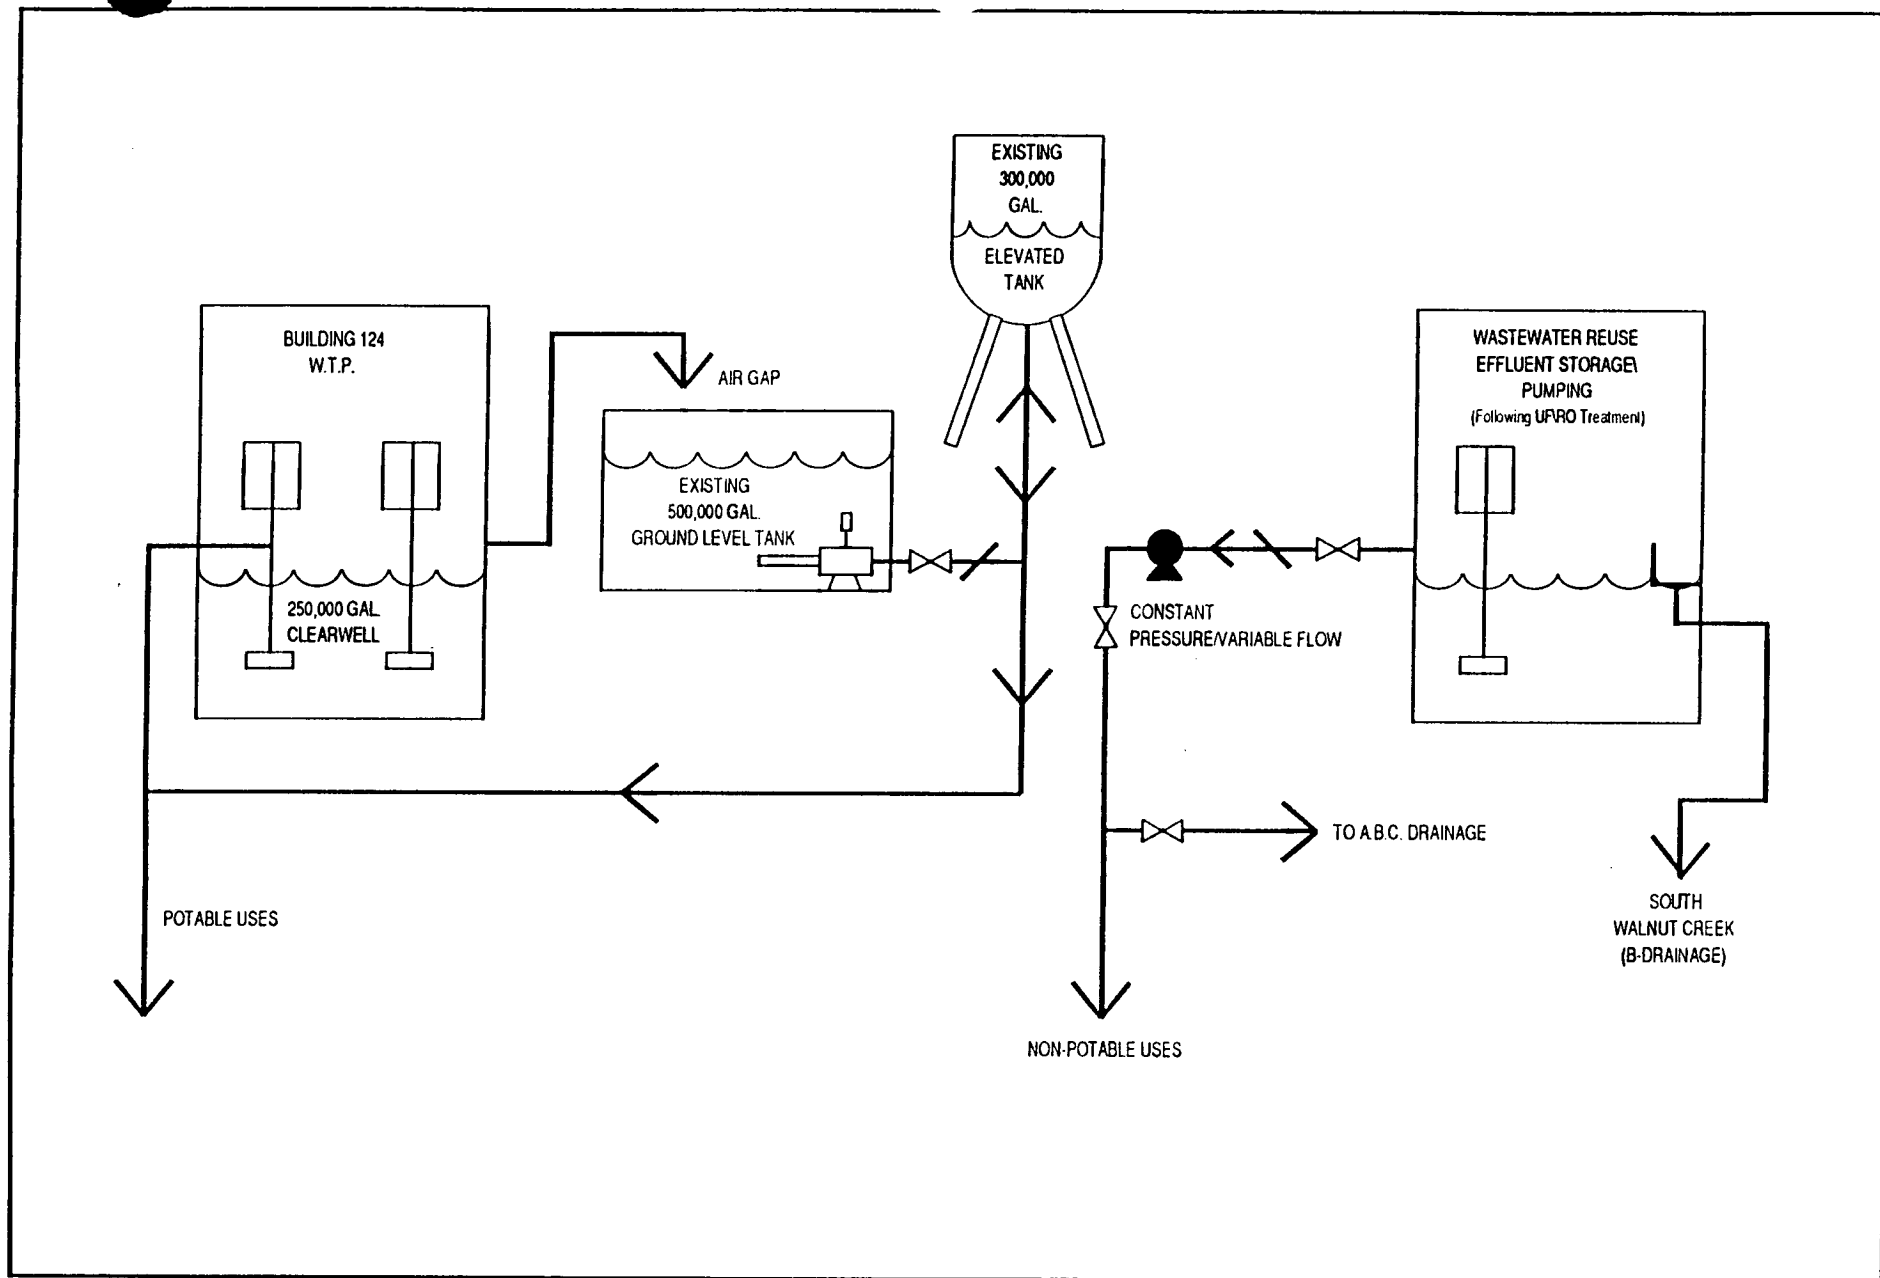 EXISTING
300,000
GAL.
ELEVATED
TANK
BUILDING 124
W.T.P.
250,000 GAL.
CLEARWELL
AIR GAP
EXISTING
500,000 GAL.
GROUND LEVEL TANK
WASTEWATER REUSE
EFFLUENT STORAGE\
PUMPING
(Following UF\RO Treatment)
CONSTANT
PRESSURE/VARIABLE FLOW
TO A.B.C. DRAINAGE
SOUTH
WALNUT CREEK
(B-DRAINAGE)
POTABLE USES
NON-POTABLE USES